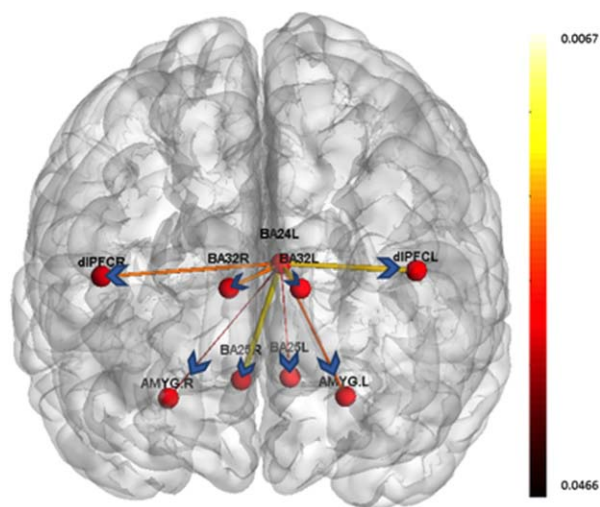 0.0067
BA24L
dlPFCR
BA32R
BA32L
dlPFCL
BA25R
BA25L
AMYG.R
AMYG.L
0.0466